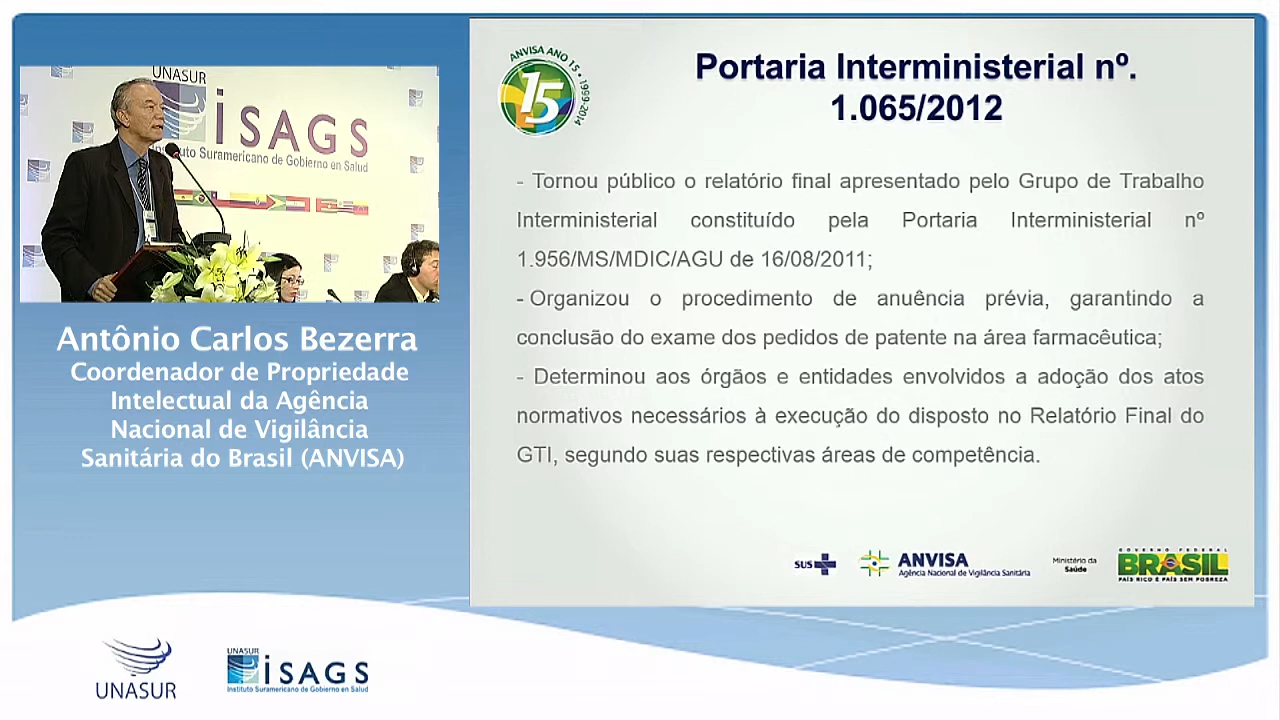 UNASUR
iSAGS
Instituto Suramericano de Gobierno en Salud
Antônio Carlos Bezerra
Coordenador de Propriedade
Intelectual da Agência
Nacional de Vigilância
Sanitária do Brasil (ANVISA)
ANVISA ANO 15 • 1999-2014
15
Portaria Interministerial nº.
1.065/2012
- Tornou público o relatório final apresentado pelo Grupo de Trabalho
Interministerial constituído pela Portaria Interministerial nº
1.956/MS/MDIC/AGU de 16/08/2011;
- Organizou o procedimento de anuência prévia, garantindo a
conclusão do exame dos pedidos de patente na área farmacêutica;
- Determinou aos órgãos e entidades envolvidos a adoção dos atos
normativos necessários à execução do disposto no Relatório Final do
GTI, segundo suas respectivas áreas de competência.
SUS
ANVISA
Agência Nacional de Vigilância Sanitária
Ministério da
Saúde
GOVERNO FEDERAL
BRASIL
PAÍS RICO É PAÍS SEM POBREZA
UNASUR
UNASUR
iSAGS
Instituto Suramericano de Gobierno en Salud